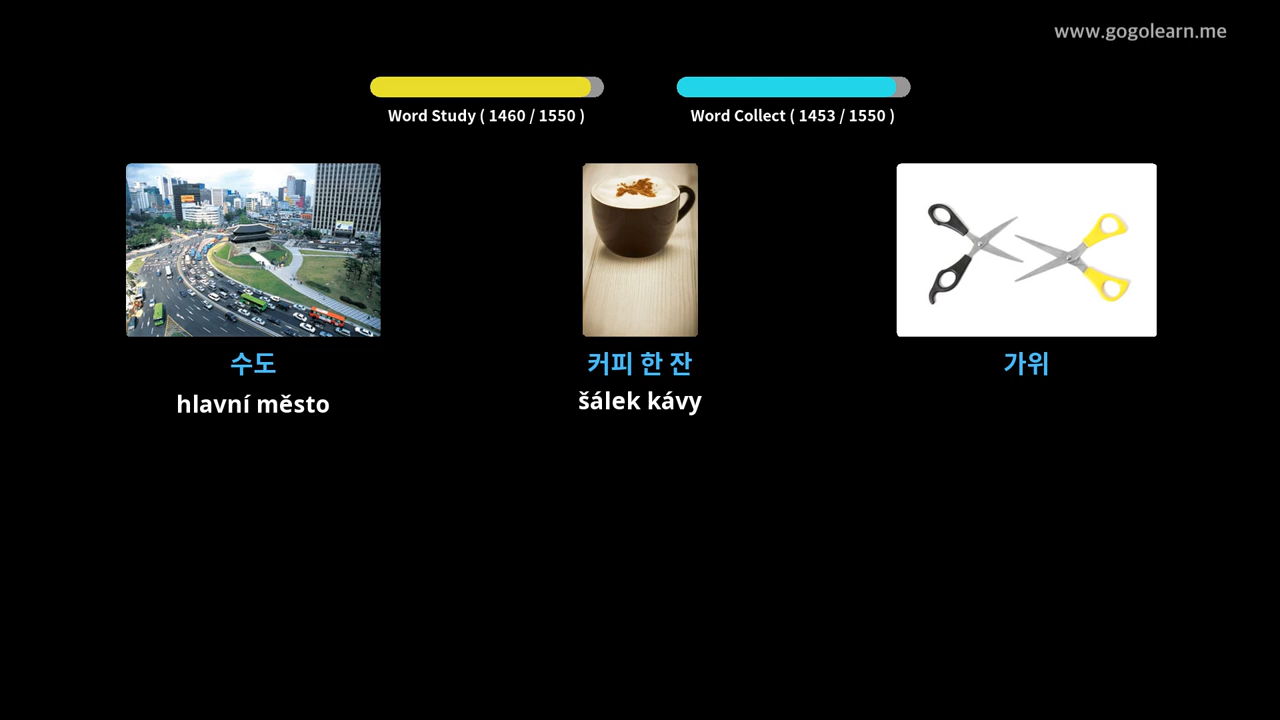 www.gogolearn.me
Word Study ( 1460 / 1550 )
Word Collect ( 1453 / 1550 )
수도
커피 한 잔
가위
hlavní město
šálek kávy